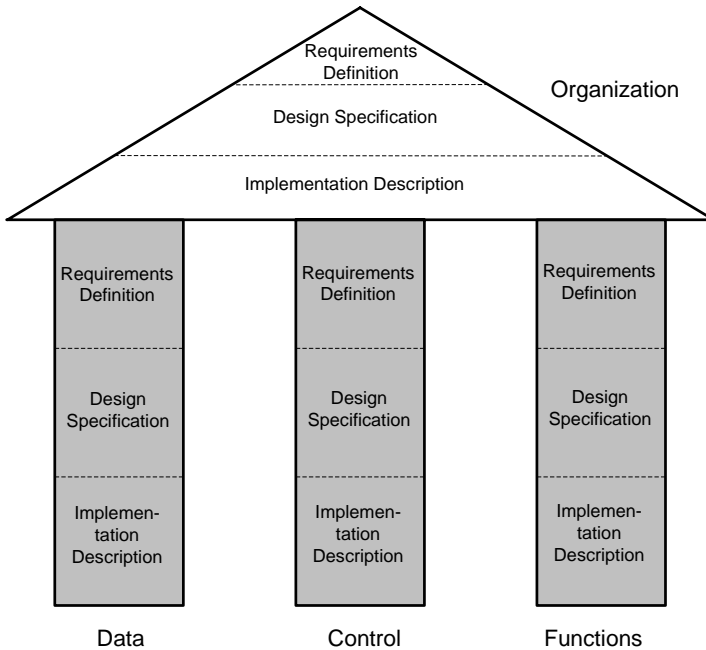 Requirements
Definition
Organization
Design Specification
Implementation Description
Requirements
Definition
Design
Specification
Implemen-
tation
Description
Requirements
Definition
Design
Specification
Implemen-
tation
Description
Requirements
Definition
Design
Specification
Implemen-
tation
Description
Data
Control
Functions